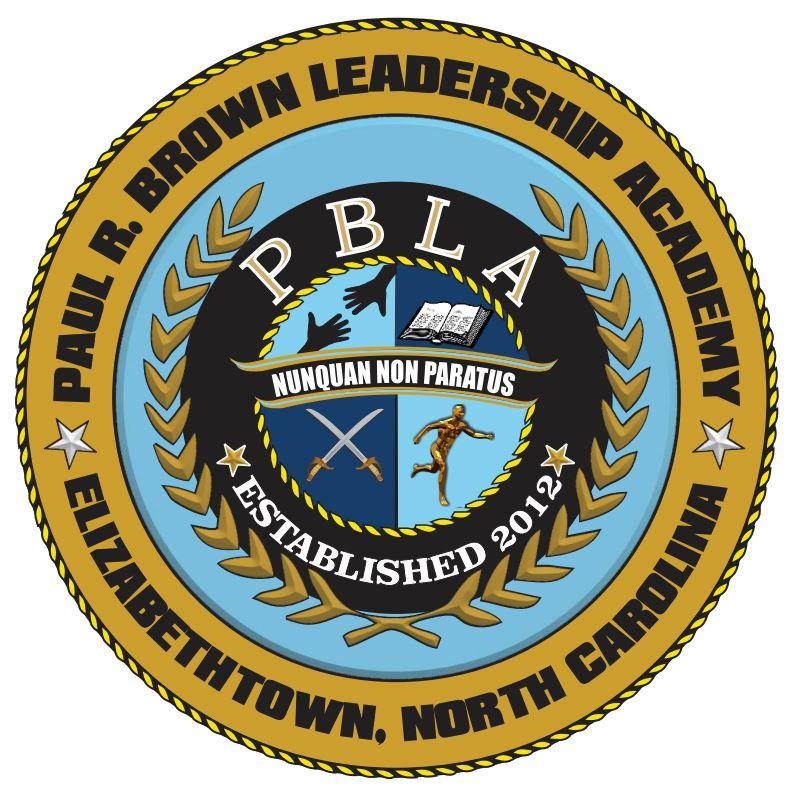 PAUL R. BROWN LEADERSHIP ACADEMY
PBLA
NUNQUAN NON PARATUS
ESTABLISHED 2012
ELIZABETHTOWN, NORTH CAROLINA